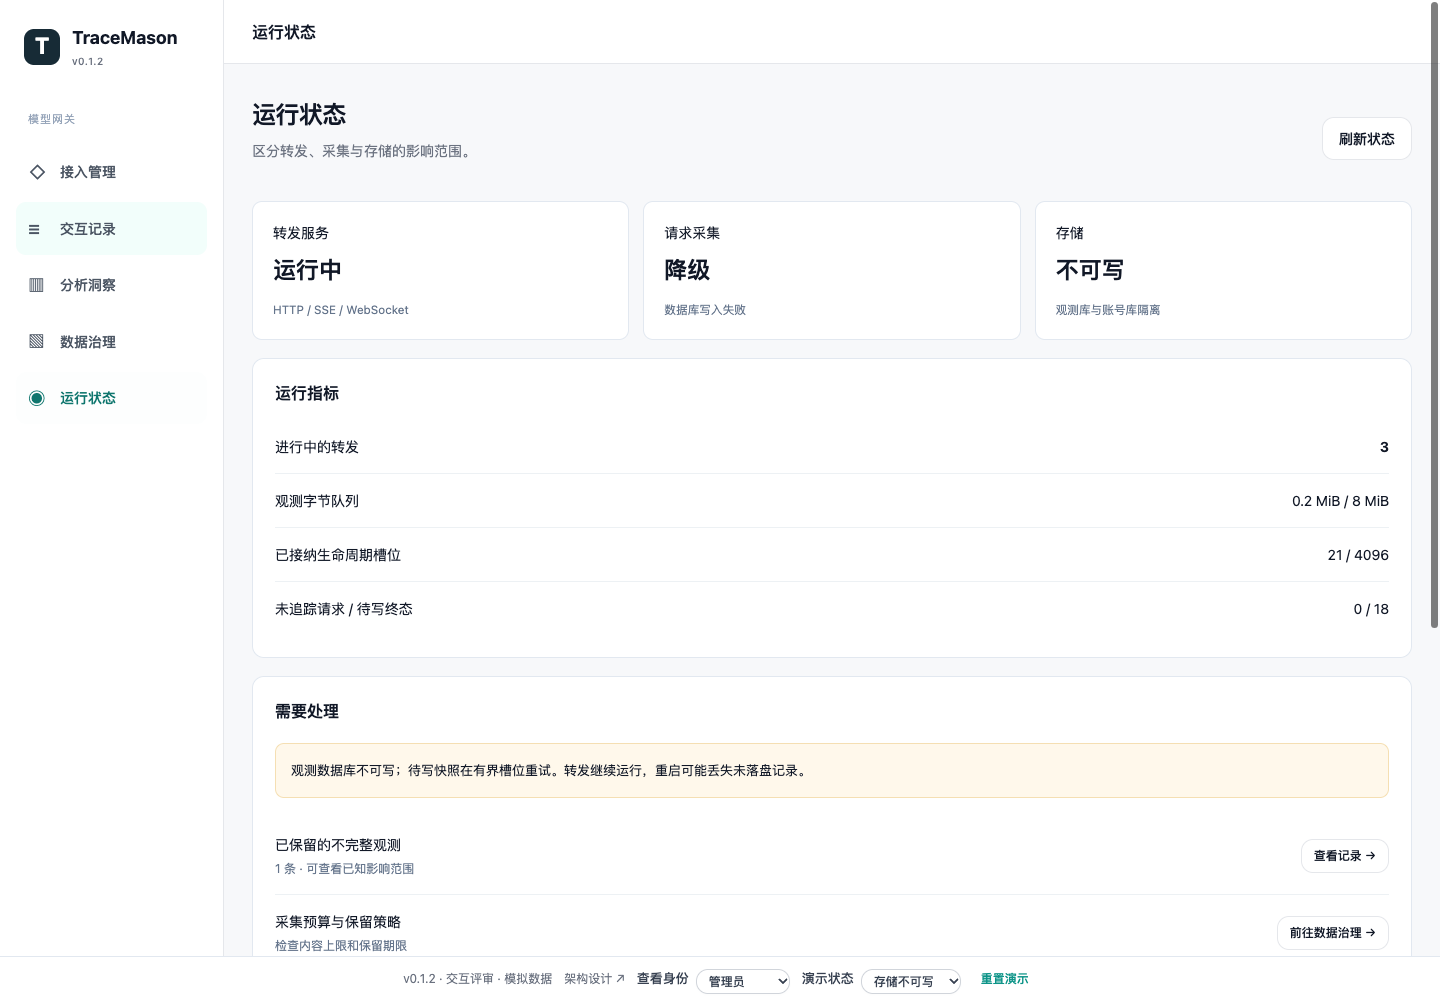 T
TraceMason
v0.1.2
模型网关
接入管理
交互记录
分析洞察
数据治理
运行状态
运行状态
运行状态
区分转发、采集与存储的影响范围。
刷新状态
转发服务
运行中
HTTP / SSE / WebSocket
请求采集
降级
数据库写入失败
存储
不可写
观测库与账号库隔离
运行指标
进行中的转发 3
观测字节队列 0.2 MiB / 8 MiB
已接纳生命周期槽位 21 / 4096
未追踪请求 / 待写终态 0 / 18
需要处理
观测数据库不可写；待写快照在有界槽位重试。转发继续运行，重启可能丢失未落盘记录。
已保留的不完整观测
1 条 · 可查看已知影响范围
查看记录 →
采集预算与保留策略
检查内容上限和保留期限
前往数据治理 →
v0.1.2 · 交互评审 · 模拟数据 架构设计 ↗ 查看身份 管理员 演示状态 存储不可写 重置演示